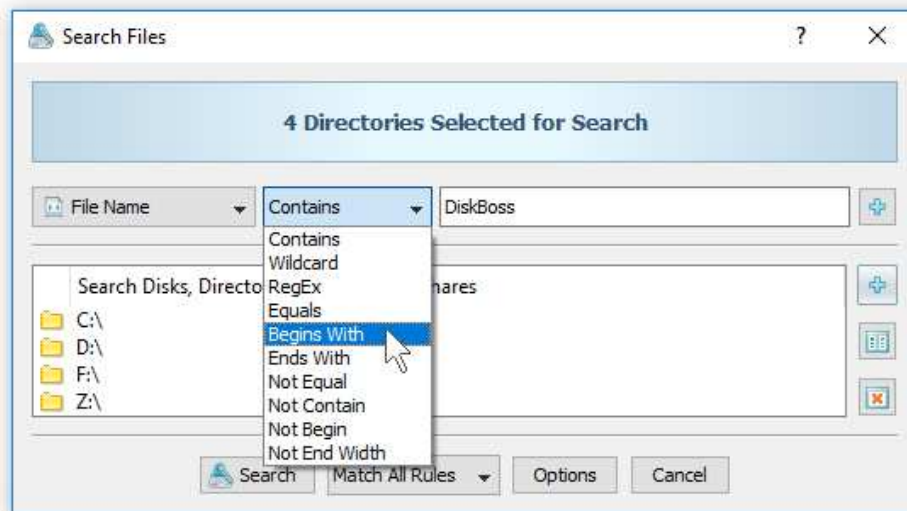 Search Files
?
4 Directories Selected for Search
File Name
Contains
DiskBoss
Contains
Wildcard
RegEx
Equals
Begins With
Ends With
Not Equal
Not Contain
Not Begin
Not End Width
Search Disks, Directo
hares
C:\
D:\
F:\
Z:\
Search
Match All Rules
Options
Cancel